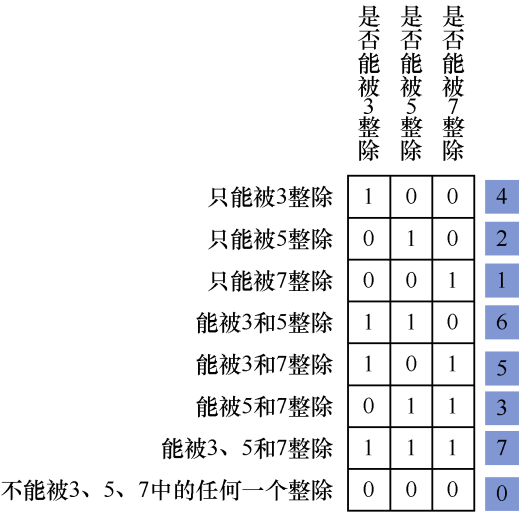 是否能被3整除
是否能被5整除
是否能被7整除
只能被3整除 1 0 0 4
只能被5整除 0 1 0 2
只能被7整除 0 0 1 1
能被3和5整除 1 1 0 6
能被3和7整除 1 0 1 5
能被5和7整除 0 1 1 3
能被3、5和7整除 1 1 1 7
不能被3、5、7中的任何一个整除 0 0 0 0